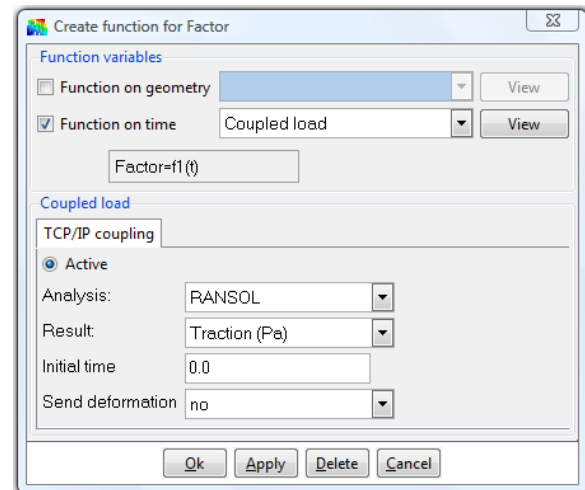 Create function for Factor
Function variables
Function on geometry View
Function on time Coupled load View
Factor=f1(t)
Coupled load
TCP/IP coupling
Active
Analysis: RANSOL
Result: Traction (Pa)
Initial time 0.0
Send deformation no
Ok Apply Delete Cancel